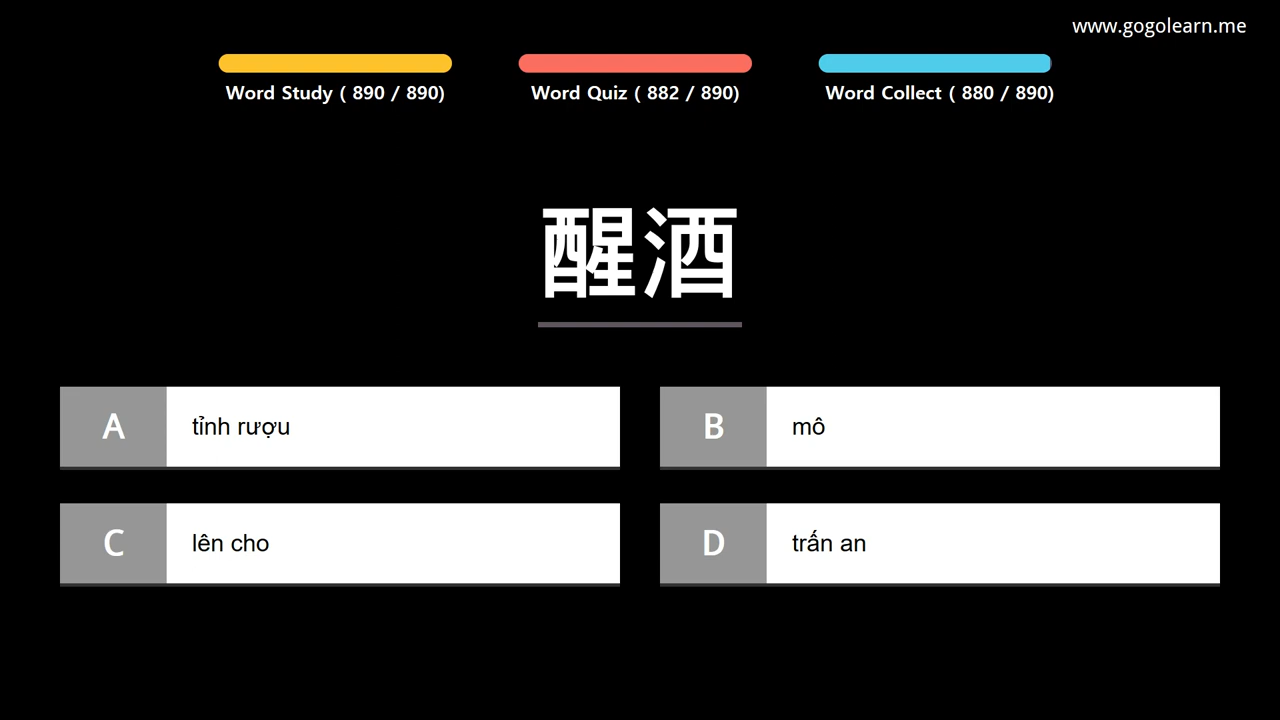 www.gogolearn.me
Word Study ( 890 / 890)
Word Quiz ( 882 / 890)
Word Collect ( 880 / 890)
醒酒
A
tỉnh rượu
B
mô
C
lên cho
D
trấn an